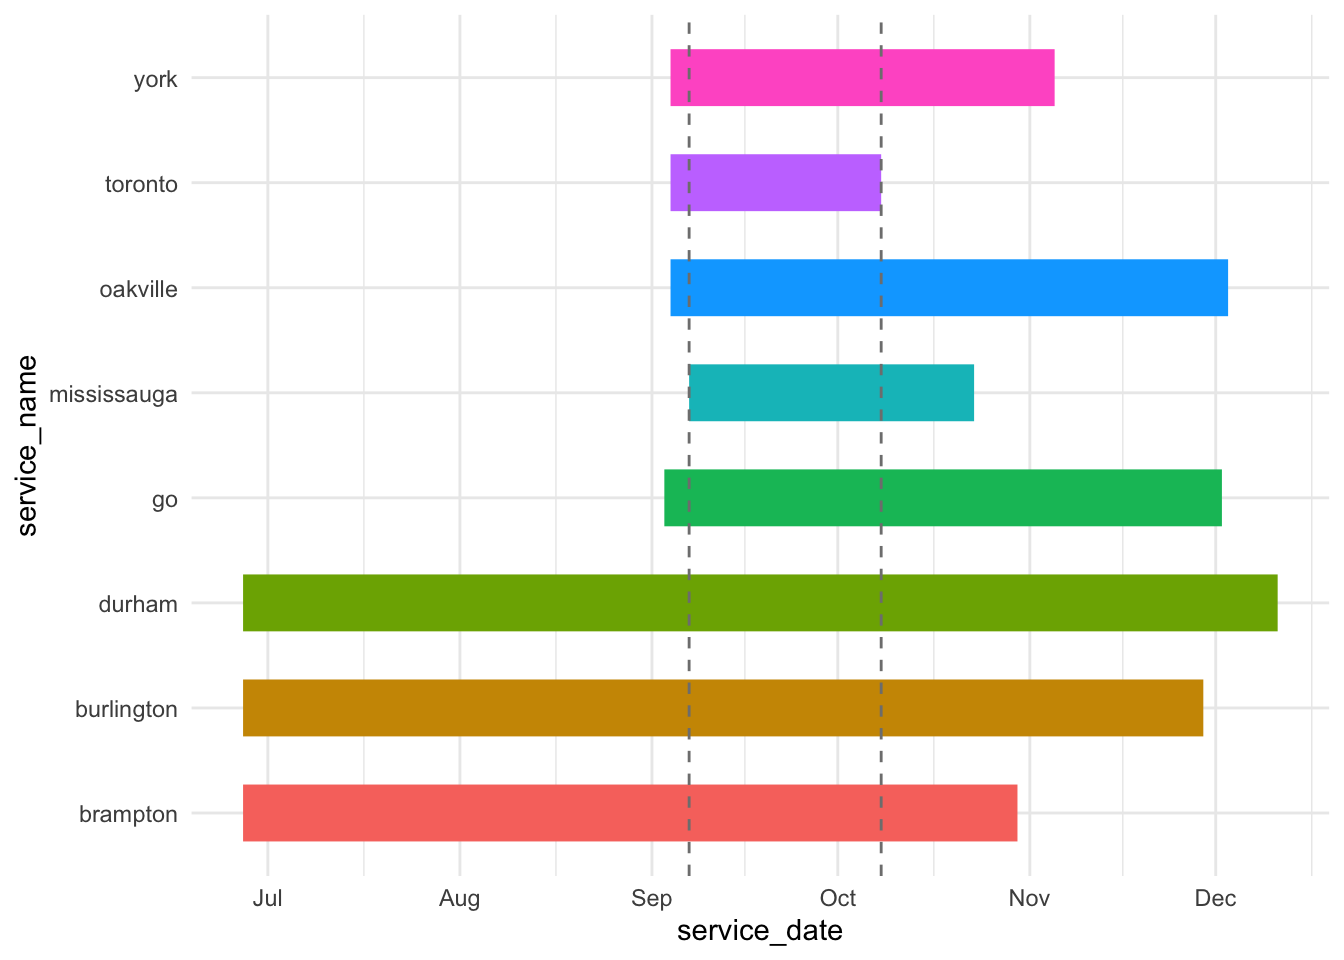 york
toronto
oakville
mississauga
go
durham
burlington
brampton
service_name
Jul Aug Sep Oct Nov Dec
service_date